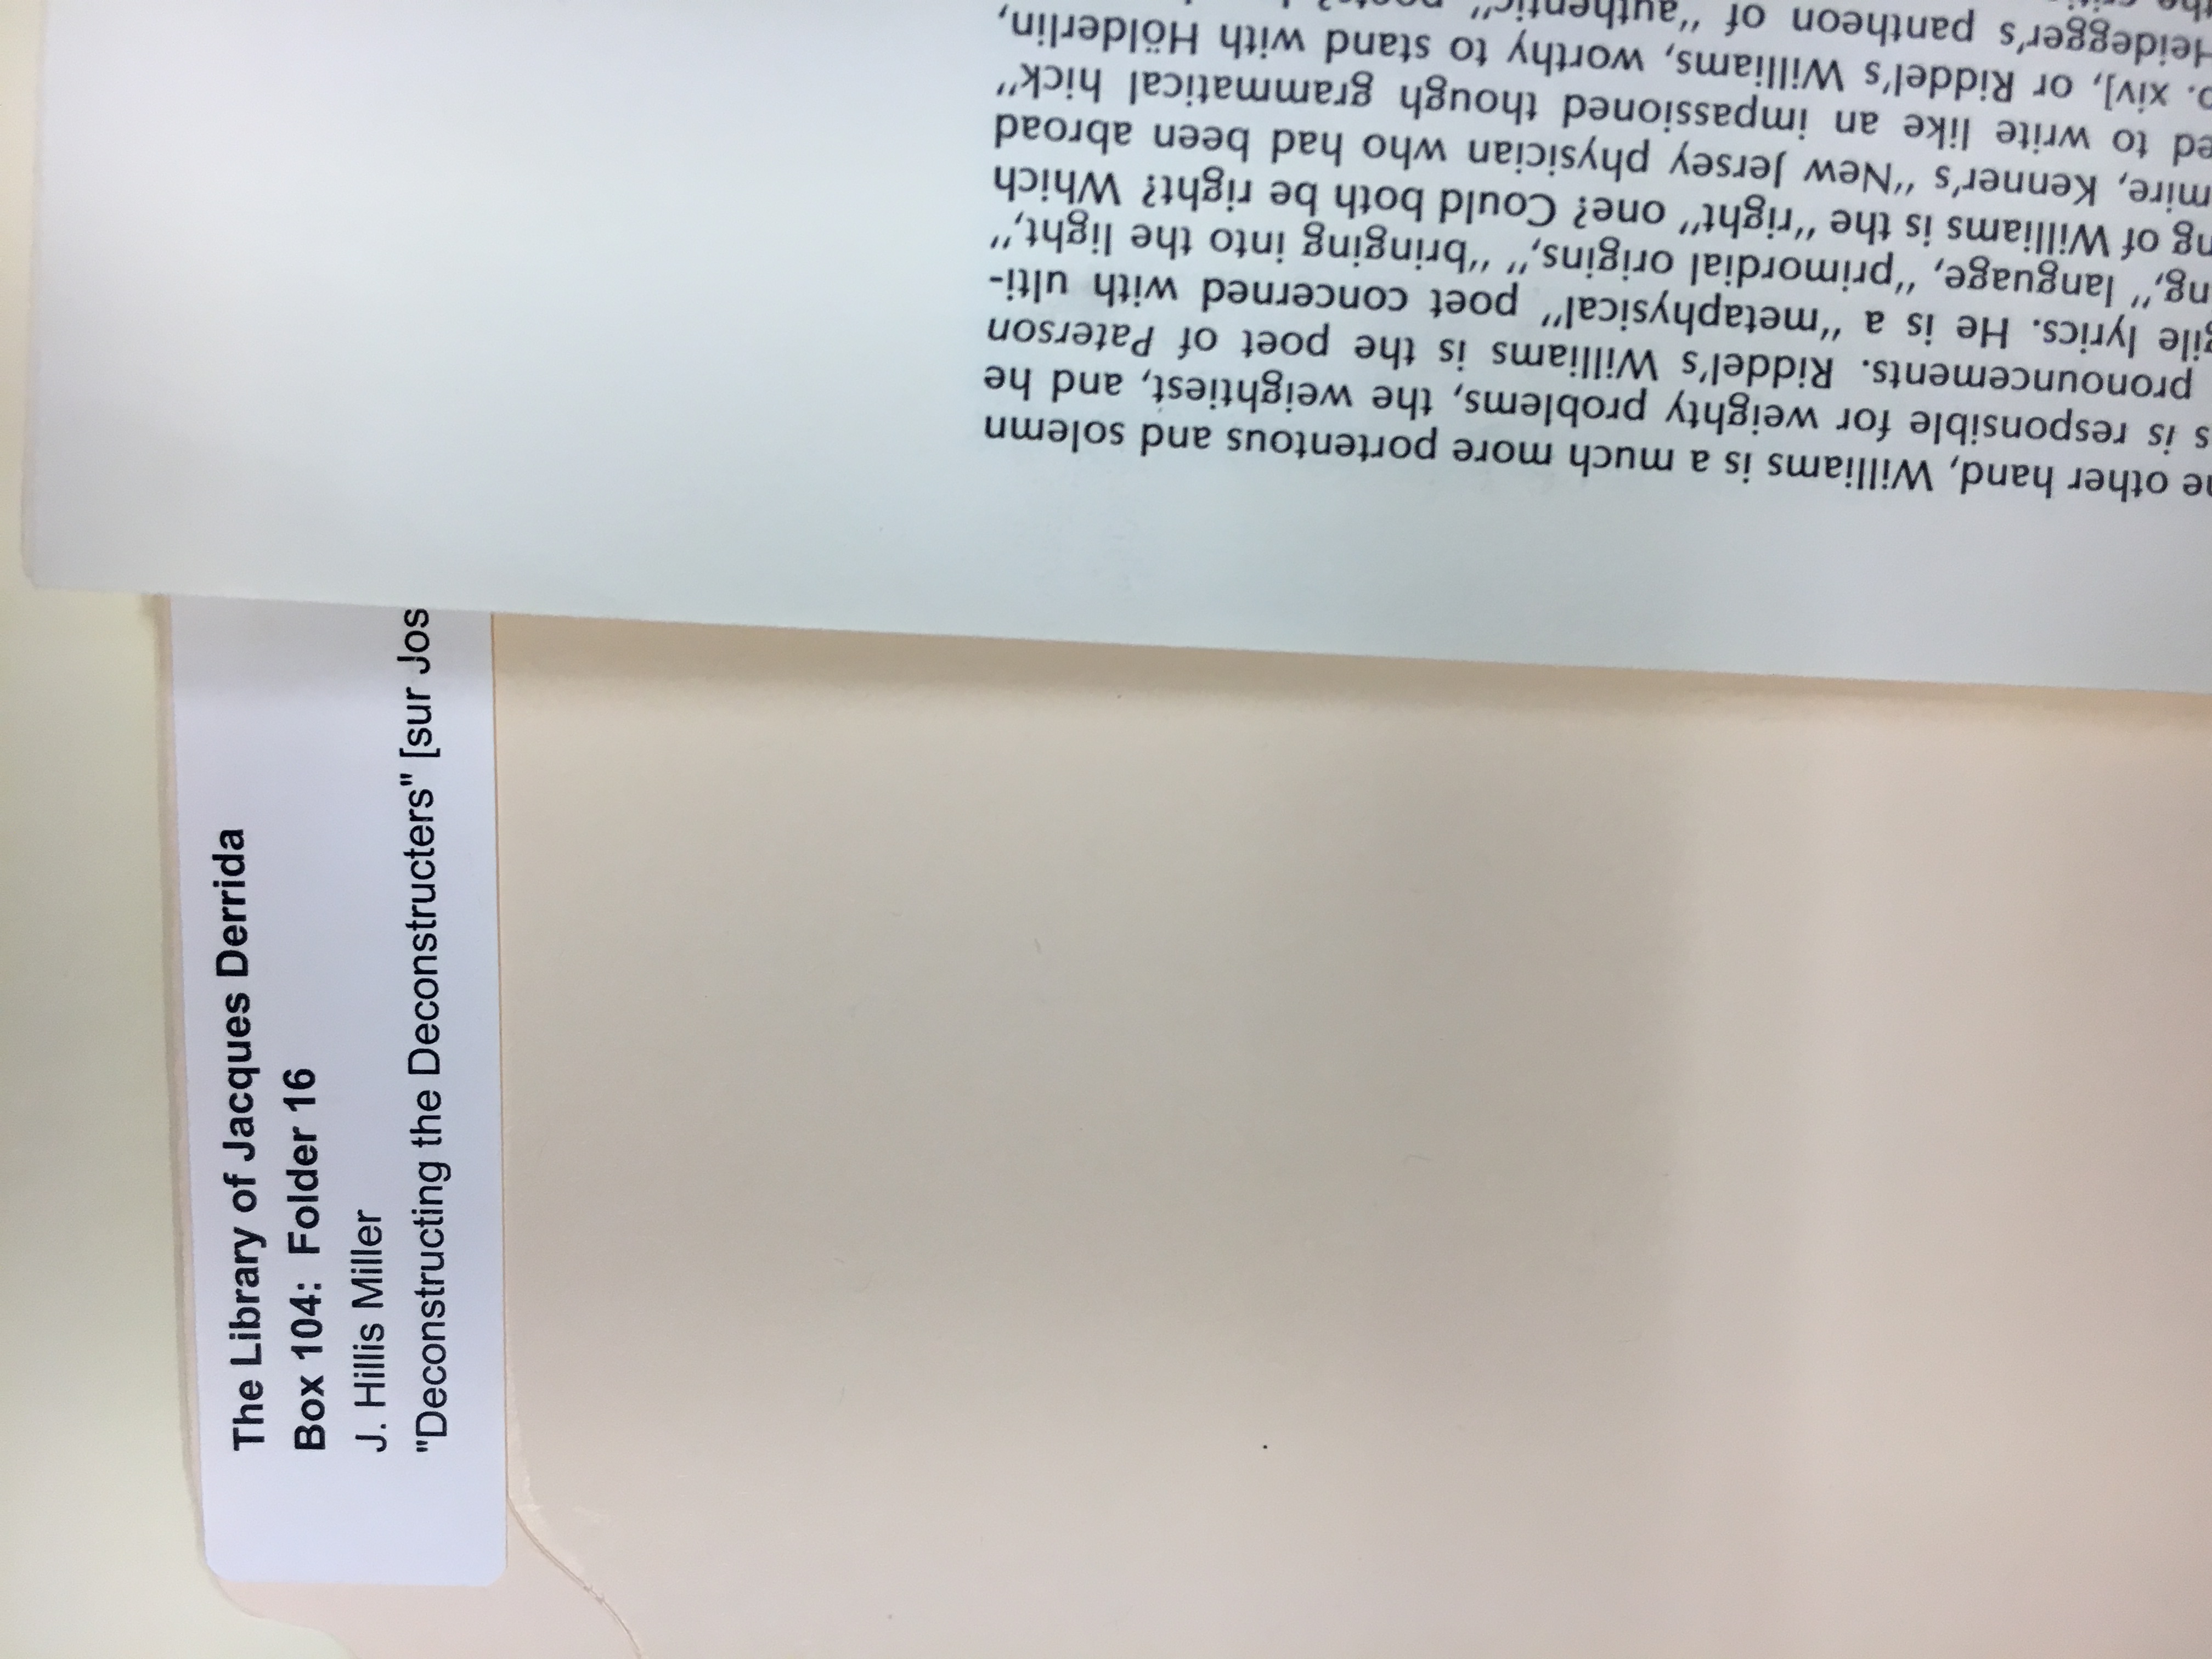 The Library of Jacques Derrida
Box 104: Folder 16
J. Hillis Miller
"Deconstructing the Deconstructers" [sur Jos
other hand, Williams is a much more portentous and solemn
s is responsible for weighty problems, the weightiest, and he
pronouncements. Riddel's Williams is the poet of Paterson
gile lyrics. He is a "metaphysical" poet concerned with ulti-
ng," language, "primordial origins," "bringing into the light,"
ng of Williams is the "right" one? Could both be right? Which
mire, Kenner's "New Jersey physician who had been abroad
ed to write like an impassioned though grammatical hick"
p. xiv], or Riddel's Williams, worthy to stand with Hölderlin,
Heidegger's pantheon of "authentic"